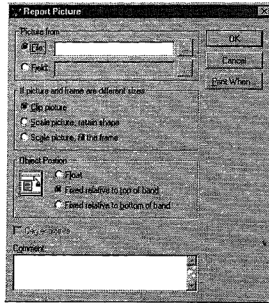 Report Picture
Picture from
File:
Field:
OK
Cancel
Print When...
If picture and frame are different sizes
Clip picture
Scale picture, retain shape
Scale picture, fill the frame
Object Position
Float
Fixed relative to top of band
Fixed relative to bottom of band
Center picture
Comment: